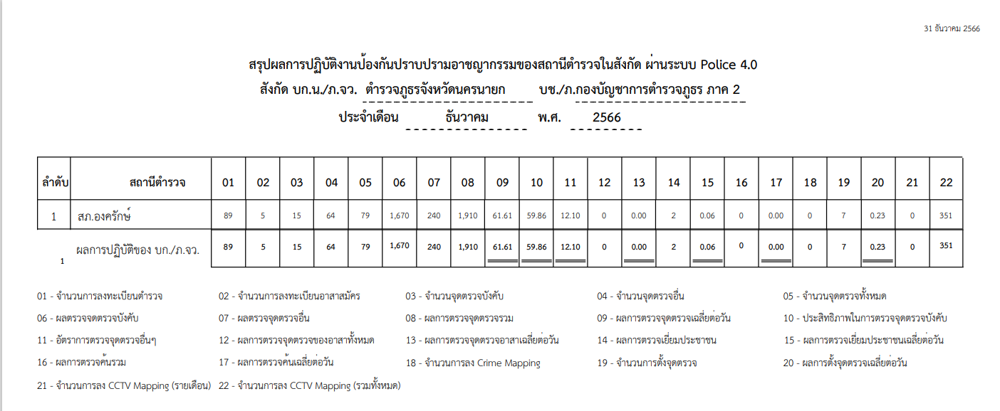 31 ธันวาคม 2566
สรุปผลการปฏิบัติงานป้องกันปราบปรามอาชญากรรมของสถานีตำรวจในสังกัด ผ่านระบบ Police 4.0
สังกัด บก.น./ภ.จว. ตำรวจภูธรจังหวัดนครนายก บช./ภ.กองบัญชาการตำรวจภูธร ภาค 2
ประจำเดือน ธันวาคม พ.ศ. 2566
ลำดับ สถานีตำรวจ 01 02 03 04 05 06 07 08 09 10 11 12 13 14 15 16 17 18 19 20 21 22
1 สภ.องครักษ์ 89 5 15 64 79 1,670 240 1,910 61.61 59.86 12.10 0 0.00 2 0.06 0 0.00 0 7 0.23 0 351
1 ผลการปฏิบัติของ บก./ภ.จว. 89 5 15 64 79 1,670 240 1,910 61.61 59.86 12.10 0 0.00 2 0.06 0 0.00 0 7 0.23 0 351
01 - จำนวนการลงทะเบียนตำรวจ 02 - จำนวนการลงทะเบียนอาสาสมัคร 03 - จำนวนจุดตรวจบังคับ 04 - จำนวนจุดตรวจอื่น 05 - จำนวนจุดตรวจทั้งหมด
06 - ผลตรวจจดตรวจบังคับ 07 - ผลตรวจจุดตรวจอื่น 08 - ผลการตรวจจุดตรวจรวม 09 - ผลการตรวจจุดตรวจเฉลี่ยต่อวัน 10 - ประสิทธิภาพในการตรวจจุดตรวจบังคับ
11 - อัตราการตรวจจุดตรวจอื่นๆ 12 - ผลการตรวจจุดตรวจของอาสาทั้งหมด 13 - ผลการตรวจจุดตรวจอาสาเฉลี่ยต่อวัน 14 - ผลการตรวจเยี่ยมประชาชน 15 - ผลการตรวจเยี่ยมประชาชนเฉลี่ยต่อวัน
16 - ผลการตรวจค้นรวม 17 - ผลการตรวจค้นเฉลี่ยต่อวัน 18 - จำนวนการลง Crime Mapping 19 - จำนวนการตั้งจุดตรวจ 20 - ผลการตั้งจุดตรวจเฉลี่ยต่อวัน
21 - จำนวนการลง CCTV Mapping (รายเดือน) 22 - จำนวนการลง CCTV Mapping (รวมทั้งหมด)